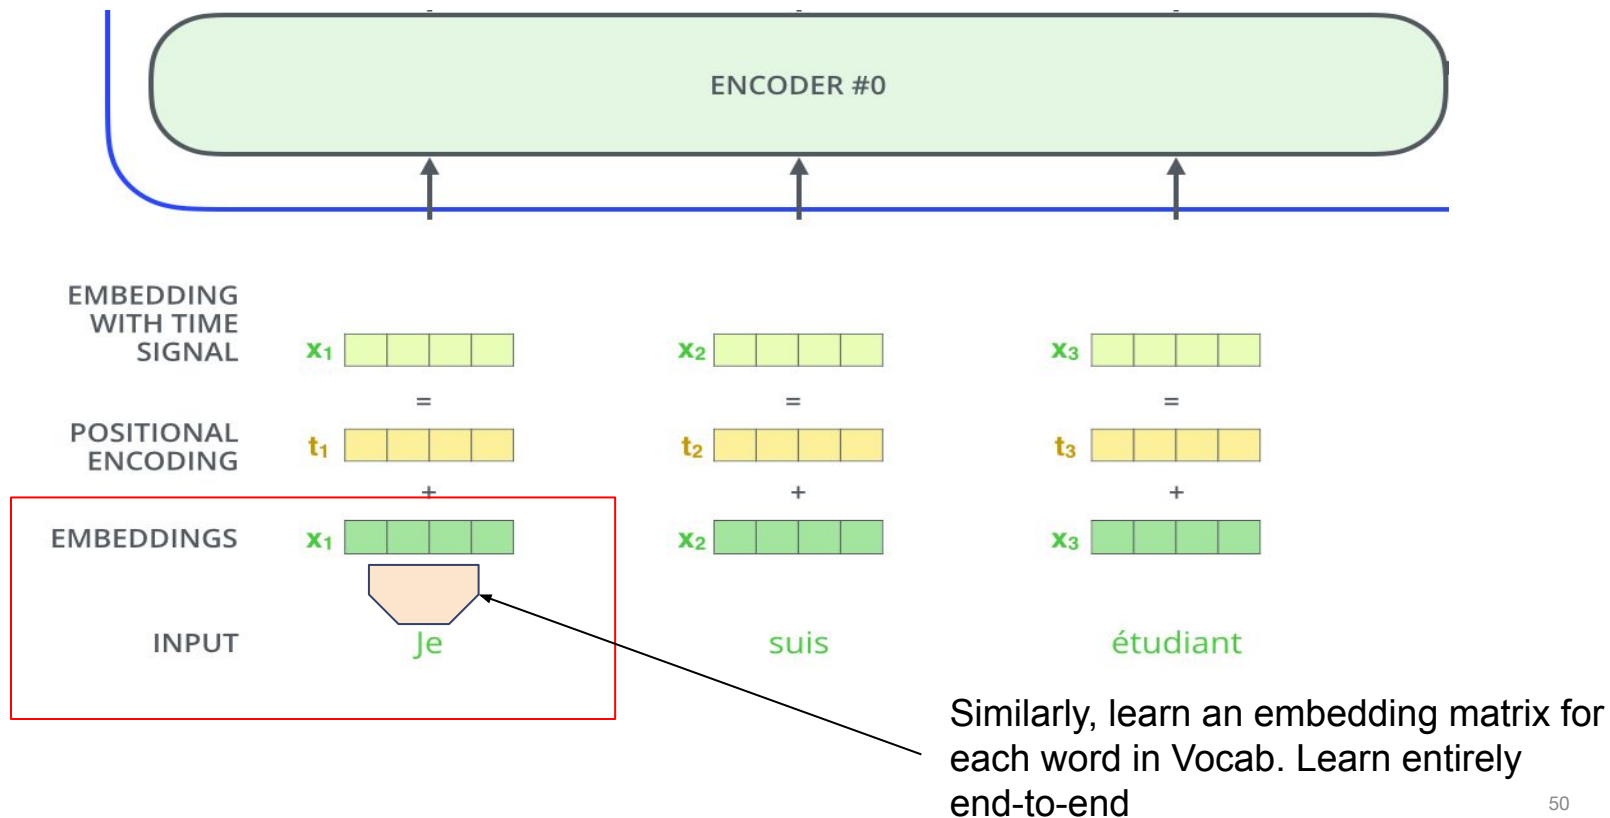 ENCODER #0
EMBEDDING
WITH TIME
SIGNAL
x₁ x₂ x₃
= = =
POSITIONAL
ENCODING
t₁ t₂ t₃
+ + +
EMBEDDINGS x₁ x₂ x₃
INPUT Je suis étudiant
Similarly, learn an embedding matrix for
each word in Vocab. Learn entirely
end-to-end
50